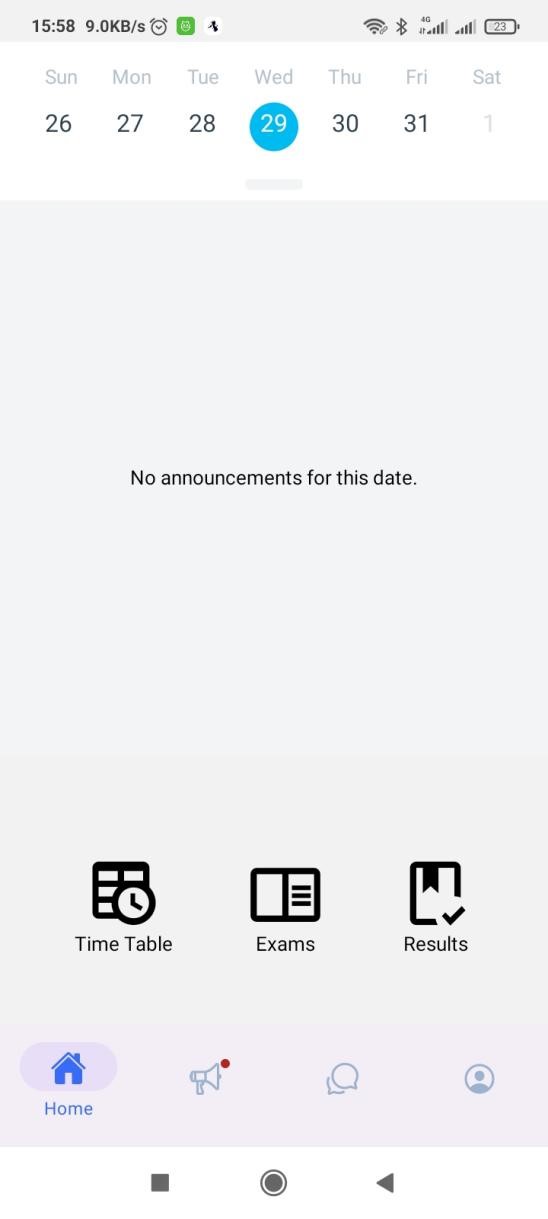 15:58 9.0KB/s 4G 23
Sun Mon Tue Wed Thu Fri Sat
26 27 28 29 30 31 1
No announcements for this date.
Time Table Exams Results
Home